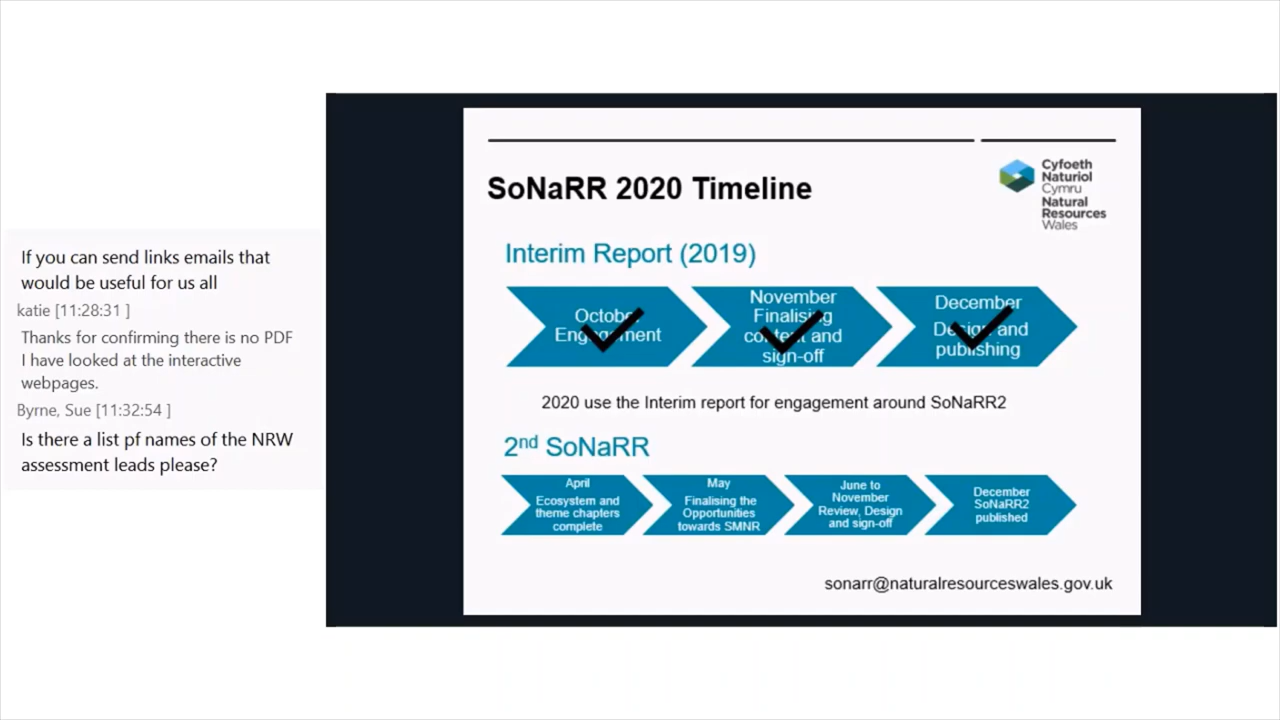 If you can send links emails that
would be useful for us all
katie [11:28:31 ]
Thanks for confirming there is no PDF
I have looked at the interactive
webpages.
Byrne, Sue [11:32:54 ]
Is there a list pf names of the NRW
assessment leads please?
SoNaRR 2020 Timeline
Cyfoeth
Naturiol
Cymru
Natural
Resources
Wales
Interim Report (2019)
October
Engagement
November
Finalising
content and
sign-off
December
Design and
publishing
2020 use the Interim report for engagement around SoNaRR2
2nd SoNaRR
April
Ecosystem and
theme chapters
complete
May
Finalising the
Opportunities
towards SMNR
June to
November
Review, Design
and sign-off
December
SoNaRR2
published
sonarr@naturalresourceswales.gov.uk